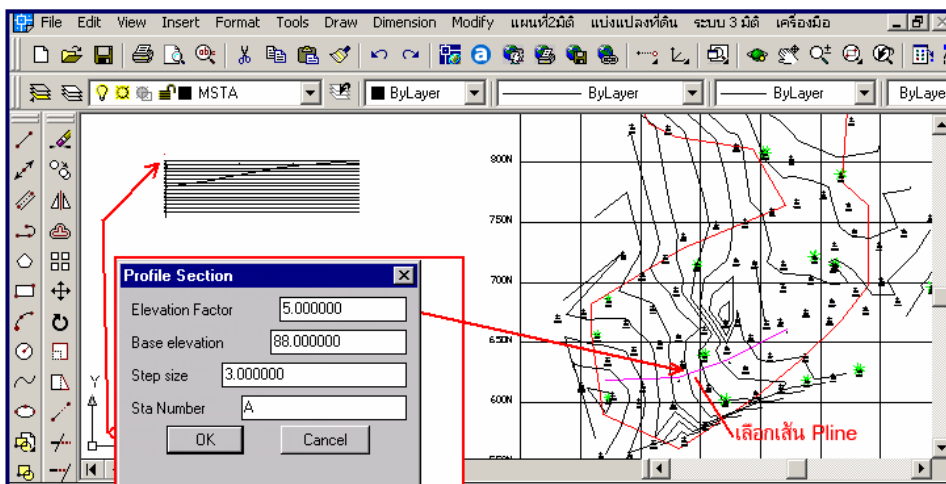 File Edit View Insert Format Tools Draw Dimension Modify แผนที่2มิติ แบ่งแปลงที่ดิน ระบบ 3 มิติ เครื่องมือ
MSTA ByLayer ByLayer ByLayer ByLaye
900N
750N
700N
650N
600N
550N
Profile Section
Elevation Factor 5.000000
Base elevation 88.000000
Step size 3.000000
Sta Number A
OK Cancel
Y
เลือกเส้น Pline